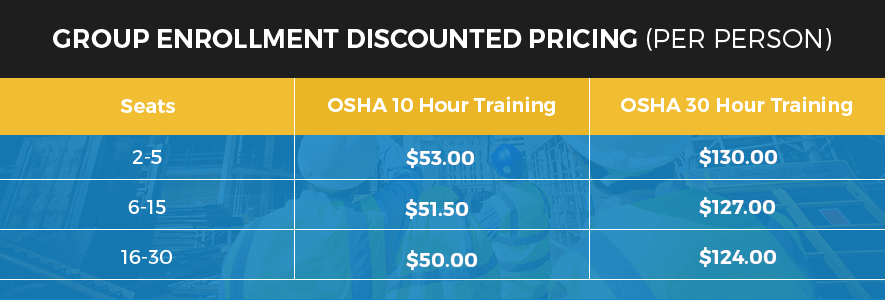 GROUP ENROLLMENT DISCOUNTED PRICING (PER PERSON)
Seats OSHA 10 Hour Training OSHA 30 Hour Training
2-5 $53.00 $130.00
6-15 $51.50 $127.00
16-30 $50.00 $124.00